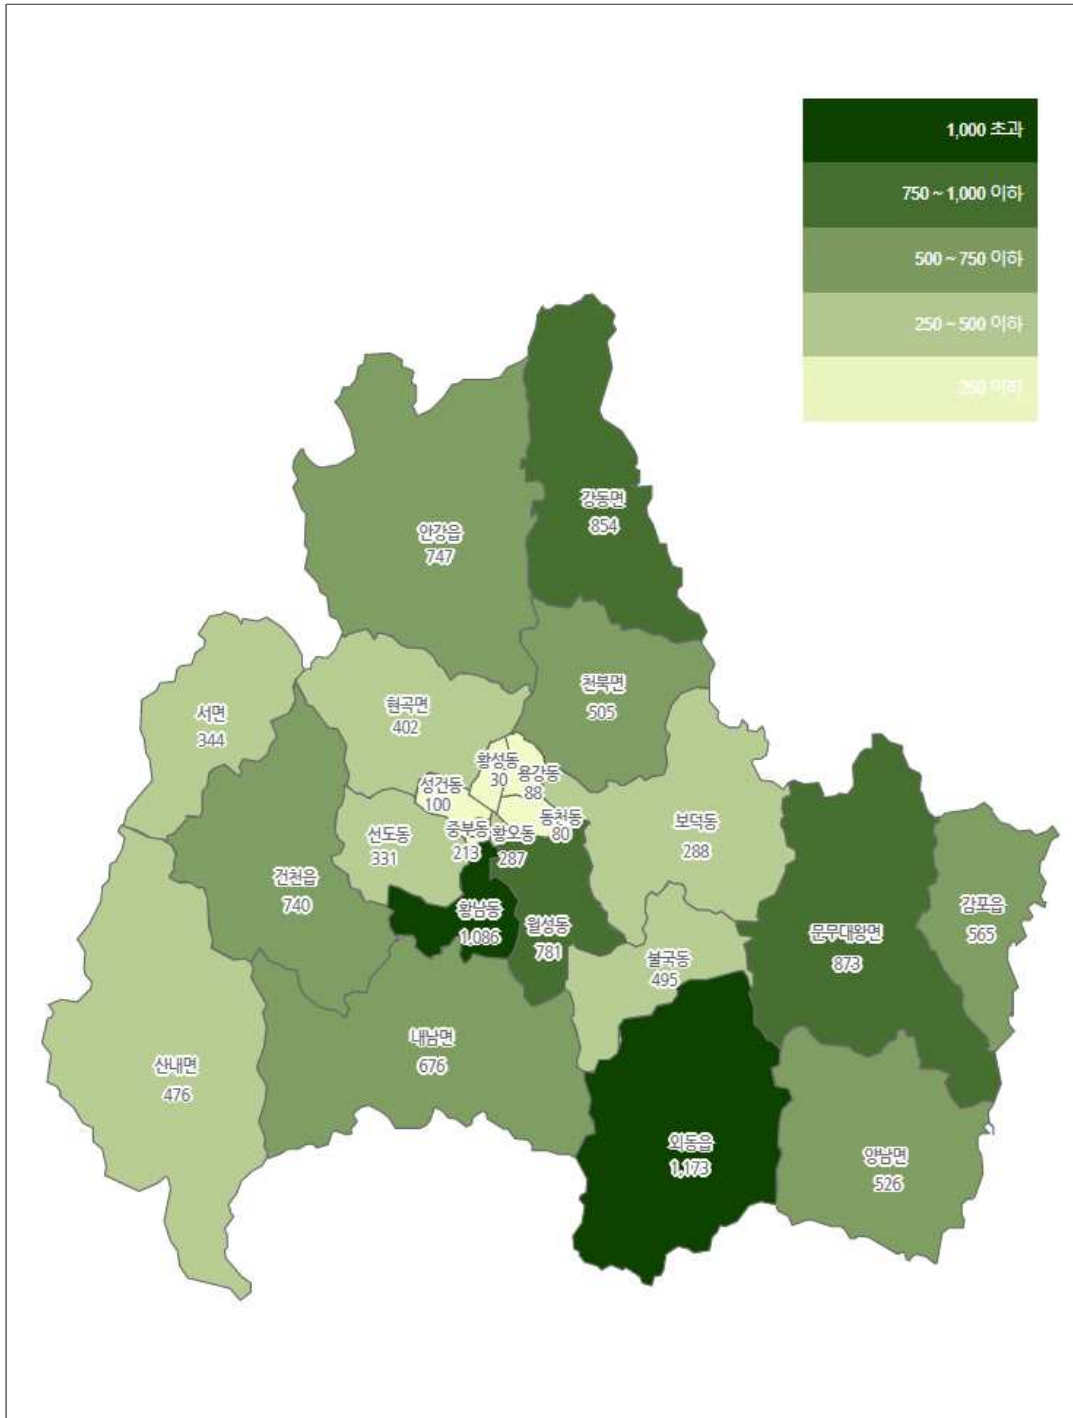 1,000 초과
750 ~ 1,000 이하
500 ~ 750 이하
250 ~ 500 이하
250 이하
강동면
854
안강읍
747
천북면
505
현곡면
402
서면
344
황성동
30
용강동
88
성건동
100
동천동
80
중부동
213
황오동
287
보덕동
288
선도동
331
건천읍
740
황남동
1,086
월성동
781
감포읍
565
문무대왕면
873
불국동
495
내남면
676
산내면
476
외동읍
1,173
양남면
526